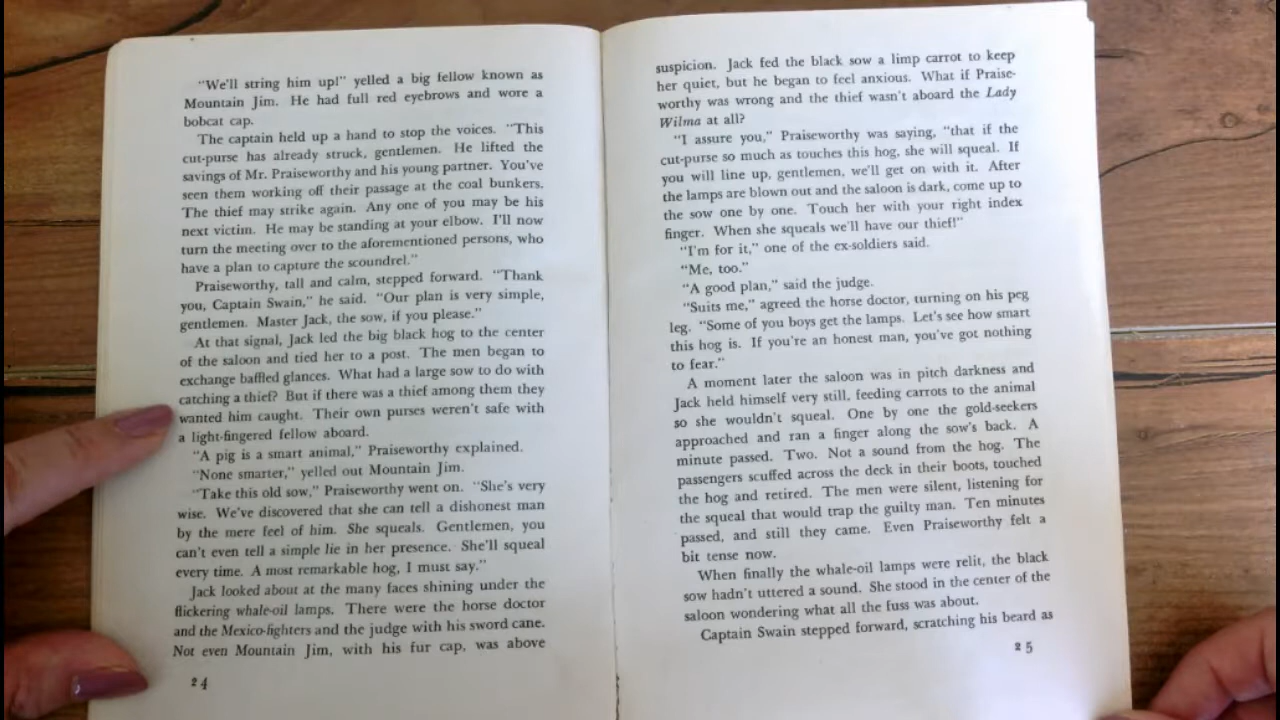 "We'll string him up!" yelled a big fellow known as
Mountain Jim. He had full red eyebrows and wore a
bobcat cap.
The captain held up a hand to stop the voices. "This
cut-purse has already struck, gentlemen. He lifted the
savings of Mr. Praiseworthy and his young partner. You've
seen them working off their passage at the coal bunkers.
The thief may strike again. Any one of you may be his
next victim. He may be standing at your elbow. I'll now
turn the meeting over to the aforementioned persons, who
have a plan to capture the scoundrel."
Praiseworthy, tall and calm, stepped forward. "Thank
you, Captain Swain," he said. "Our plan is very simple,
gentlemen. Master Jack, the sow, if you please."
At that signal, Jack led the big black hog to the center
of the saloon and tied her to a post. The men began to
exchange baffled glances. What had a large sow to do with
catching a thief? But if there was a thief among them they
wanted him caught. Their own purses weren't safe with
a light-fingered fellow aboard.
"A pig is a smart animal," Praiseworthy explained.
"None smarter," yelled out Mountain Jim.
"Take this old sow," Praiseworthy went on. "She's very
wise. We've discovered that she can tell a dishonest man
by the mere feel of him. She squeals. Gentlemen, you
can't even tell a simple lie in her presence. She'll squeal
every time. A most remarkable hog, I must say."
Jack looked about at the many faces shining under the
flickering whale-oil lamps. There were the horse doctor
and the Mexico-fighters and the judge with his sword cane.
Not even Mountain Jim, with his fur cap, was above
24
suspicion. Jack fed the black sow a limp carrot to keep
her quiet, but he began to feel anxious. What if Praise-
worthy was wrong and the thief wasn't aboard the Lady
Wilma at all?
"I assure you," Praiseworthy was saying, "that if the
cut-purse so much as touches this hog, she will squeal. If
you will line up, gentlemen, we'll get on with it. After
the lamps are blown out and the saloon is dark, come up to
the sow one by one. Touch her with your right index
finger. When she squeals we'll have our thief!"
"I'm for it," one of the ex-soldiers said.
"Me, too."
"A good plan," said the judge.
"Suits me," agreed the horse doctor, turning on his peg
leg. "Some of you boys get the lamps. Let's see how smart
this hog is. If you're an honest man, you've got nothing
to fear."
A moment later the saloon was in pitch darkness and
Jack held himself very still, feeding carrots to the animal
so she wouldn't squeal. One by one the gold-seekers
approached and ran a finger along the sow's back. A
minute passed. Two. Not a sound from the hog. The
passengers scuffed across the deck in their boots, touched
the hog and retired. The men were silent, listening for
the squeal that would trap the guilty man. Ten minutes
passed, and still they came. Even Praiseworthy felt a
bit tense now.
When finally the whale-oil lamps were relit, the black
sow hadn't uttered a sound. She stood in the center of the
saloon wondering what all the fuss was about.
Captain Swain stepped forward, scratching his beard as
25